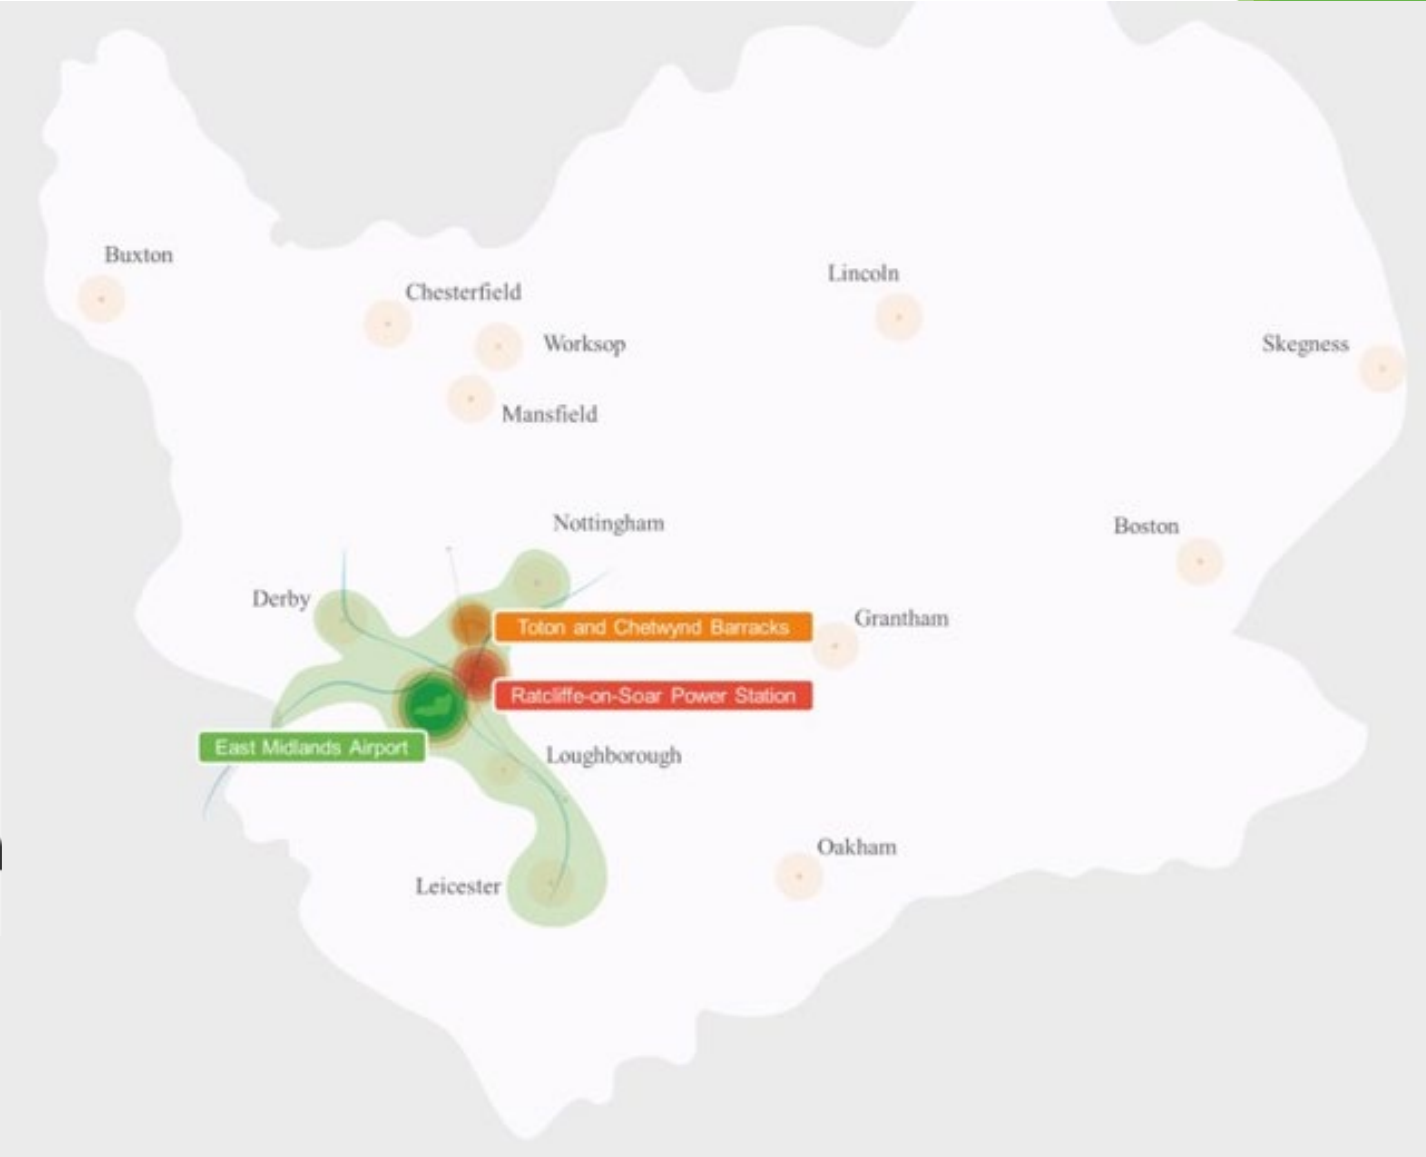 Buxton
Lincoln
Chesterfield
Worksop
Skegness
Mansfield
Nottingham
Boston
Derby
Grantham
Toton and Chetwynd Barracks
Ratcliffe-on-Soar Power Station
East Midlands Airport
Loughborough
Oakham
Leicester